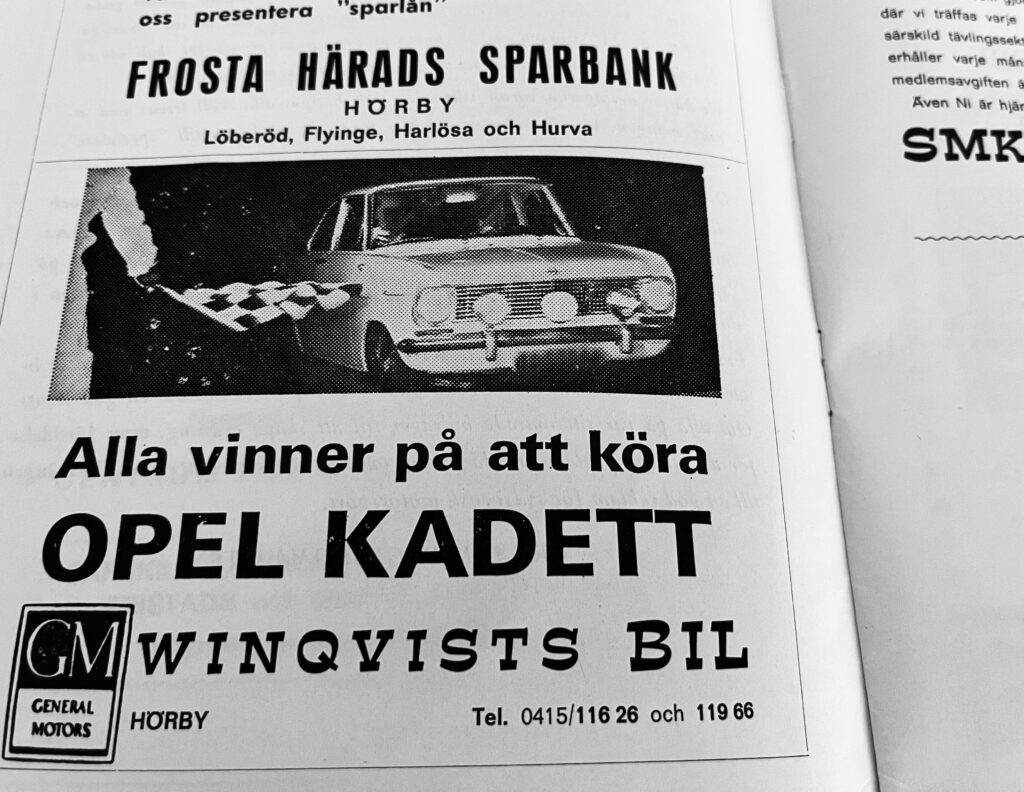 oss presentera "sparlån"
FROSTA HÄRADS SPARBANK
HÖRBY
Löberöd, Flyinge, Harlösa och Hurva
Alla vinner på att köra
OPEL KADETT
GM
GENERAL
MOTORS
WINQVISTS BIL
HÖRBY
Tel. 0415/116 26 och 119 66
där vi träffas varje
särskild tävlingssekt
erhåller varje mån
medlemsavgiften ä
Även Ni är hjär
SMK